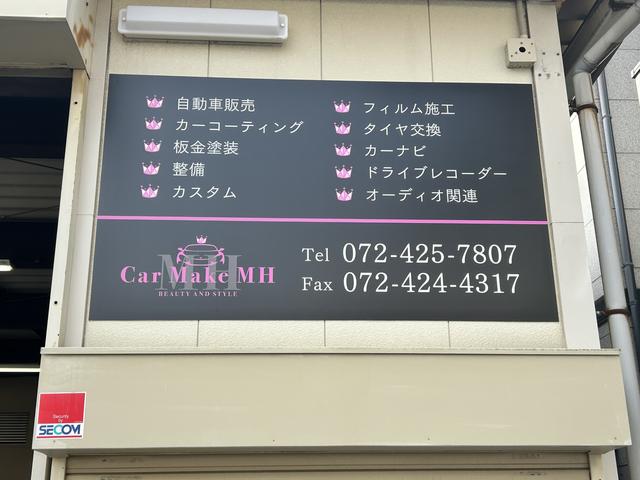 自動車販売
カーコーティング
板金塗装
整備
カスタム
フィルム施工
タイヤ交換
カーナビ
ドライブレコーダー
オーディオ関連
MH
Car Make MH
BEAUTY AND STYLE
Tel 072-425-7807
Fax 072-424-4317
Security
by
SECOM